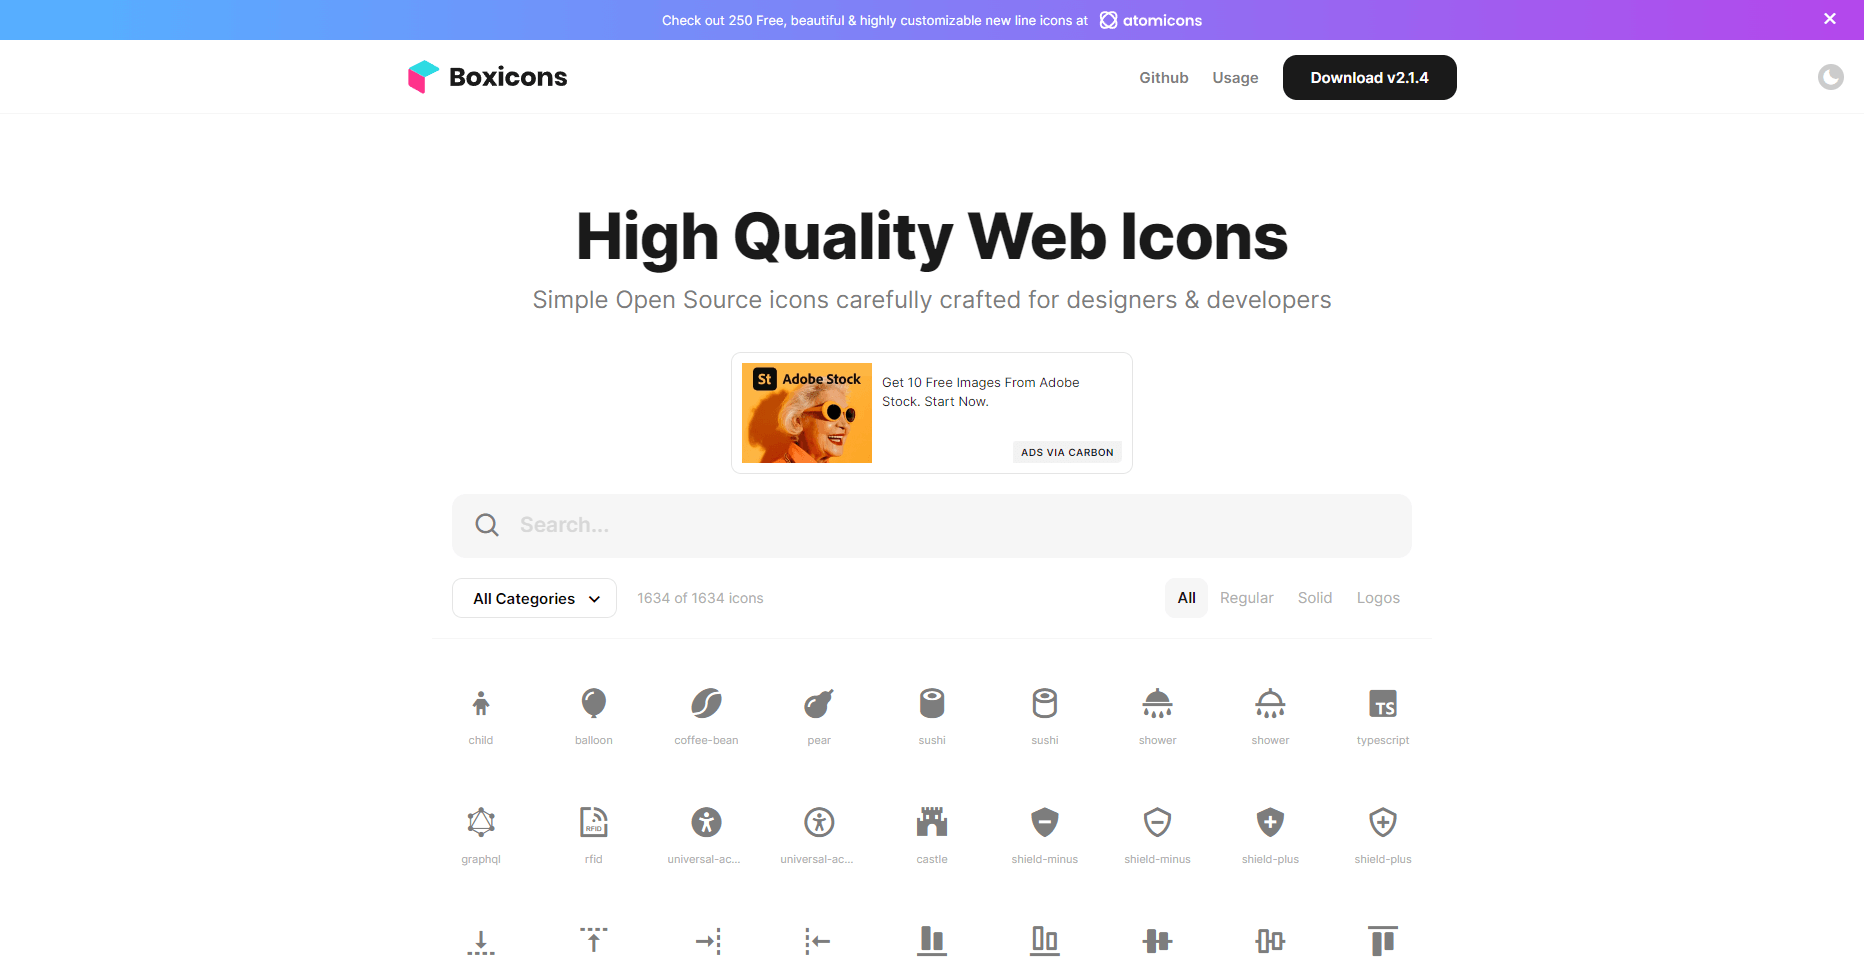 Check out 250 Free, beautiful & highly customizable new line icons at atomicons
Boxicons
Github Usage Download v2.1.4
High Quality Web Icons
Simple Open Source icons carefully crafted for designers & developers
St Adobe Stock
Get 10 Free Images From Adobe
Stock. Start Now.
ADS VIA CARBON
Search...
All Categories 1634 of 1634 icons All Regular Solid Logos
TS
child balloon coffee-bean pear sushi sushi shower shower typescript
RFID
graphql rfid universal-ac... universal-ac... castle shield-minus shield-minus shield-plus shield-plus